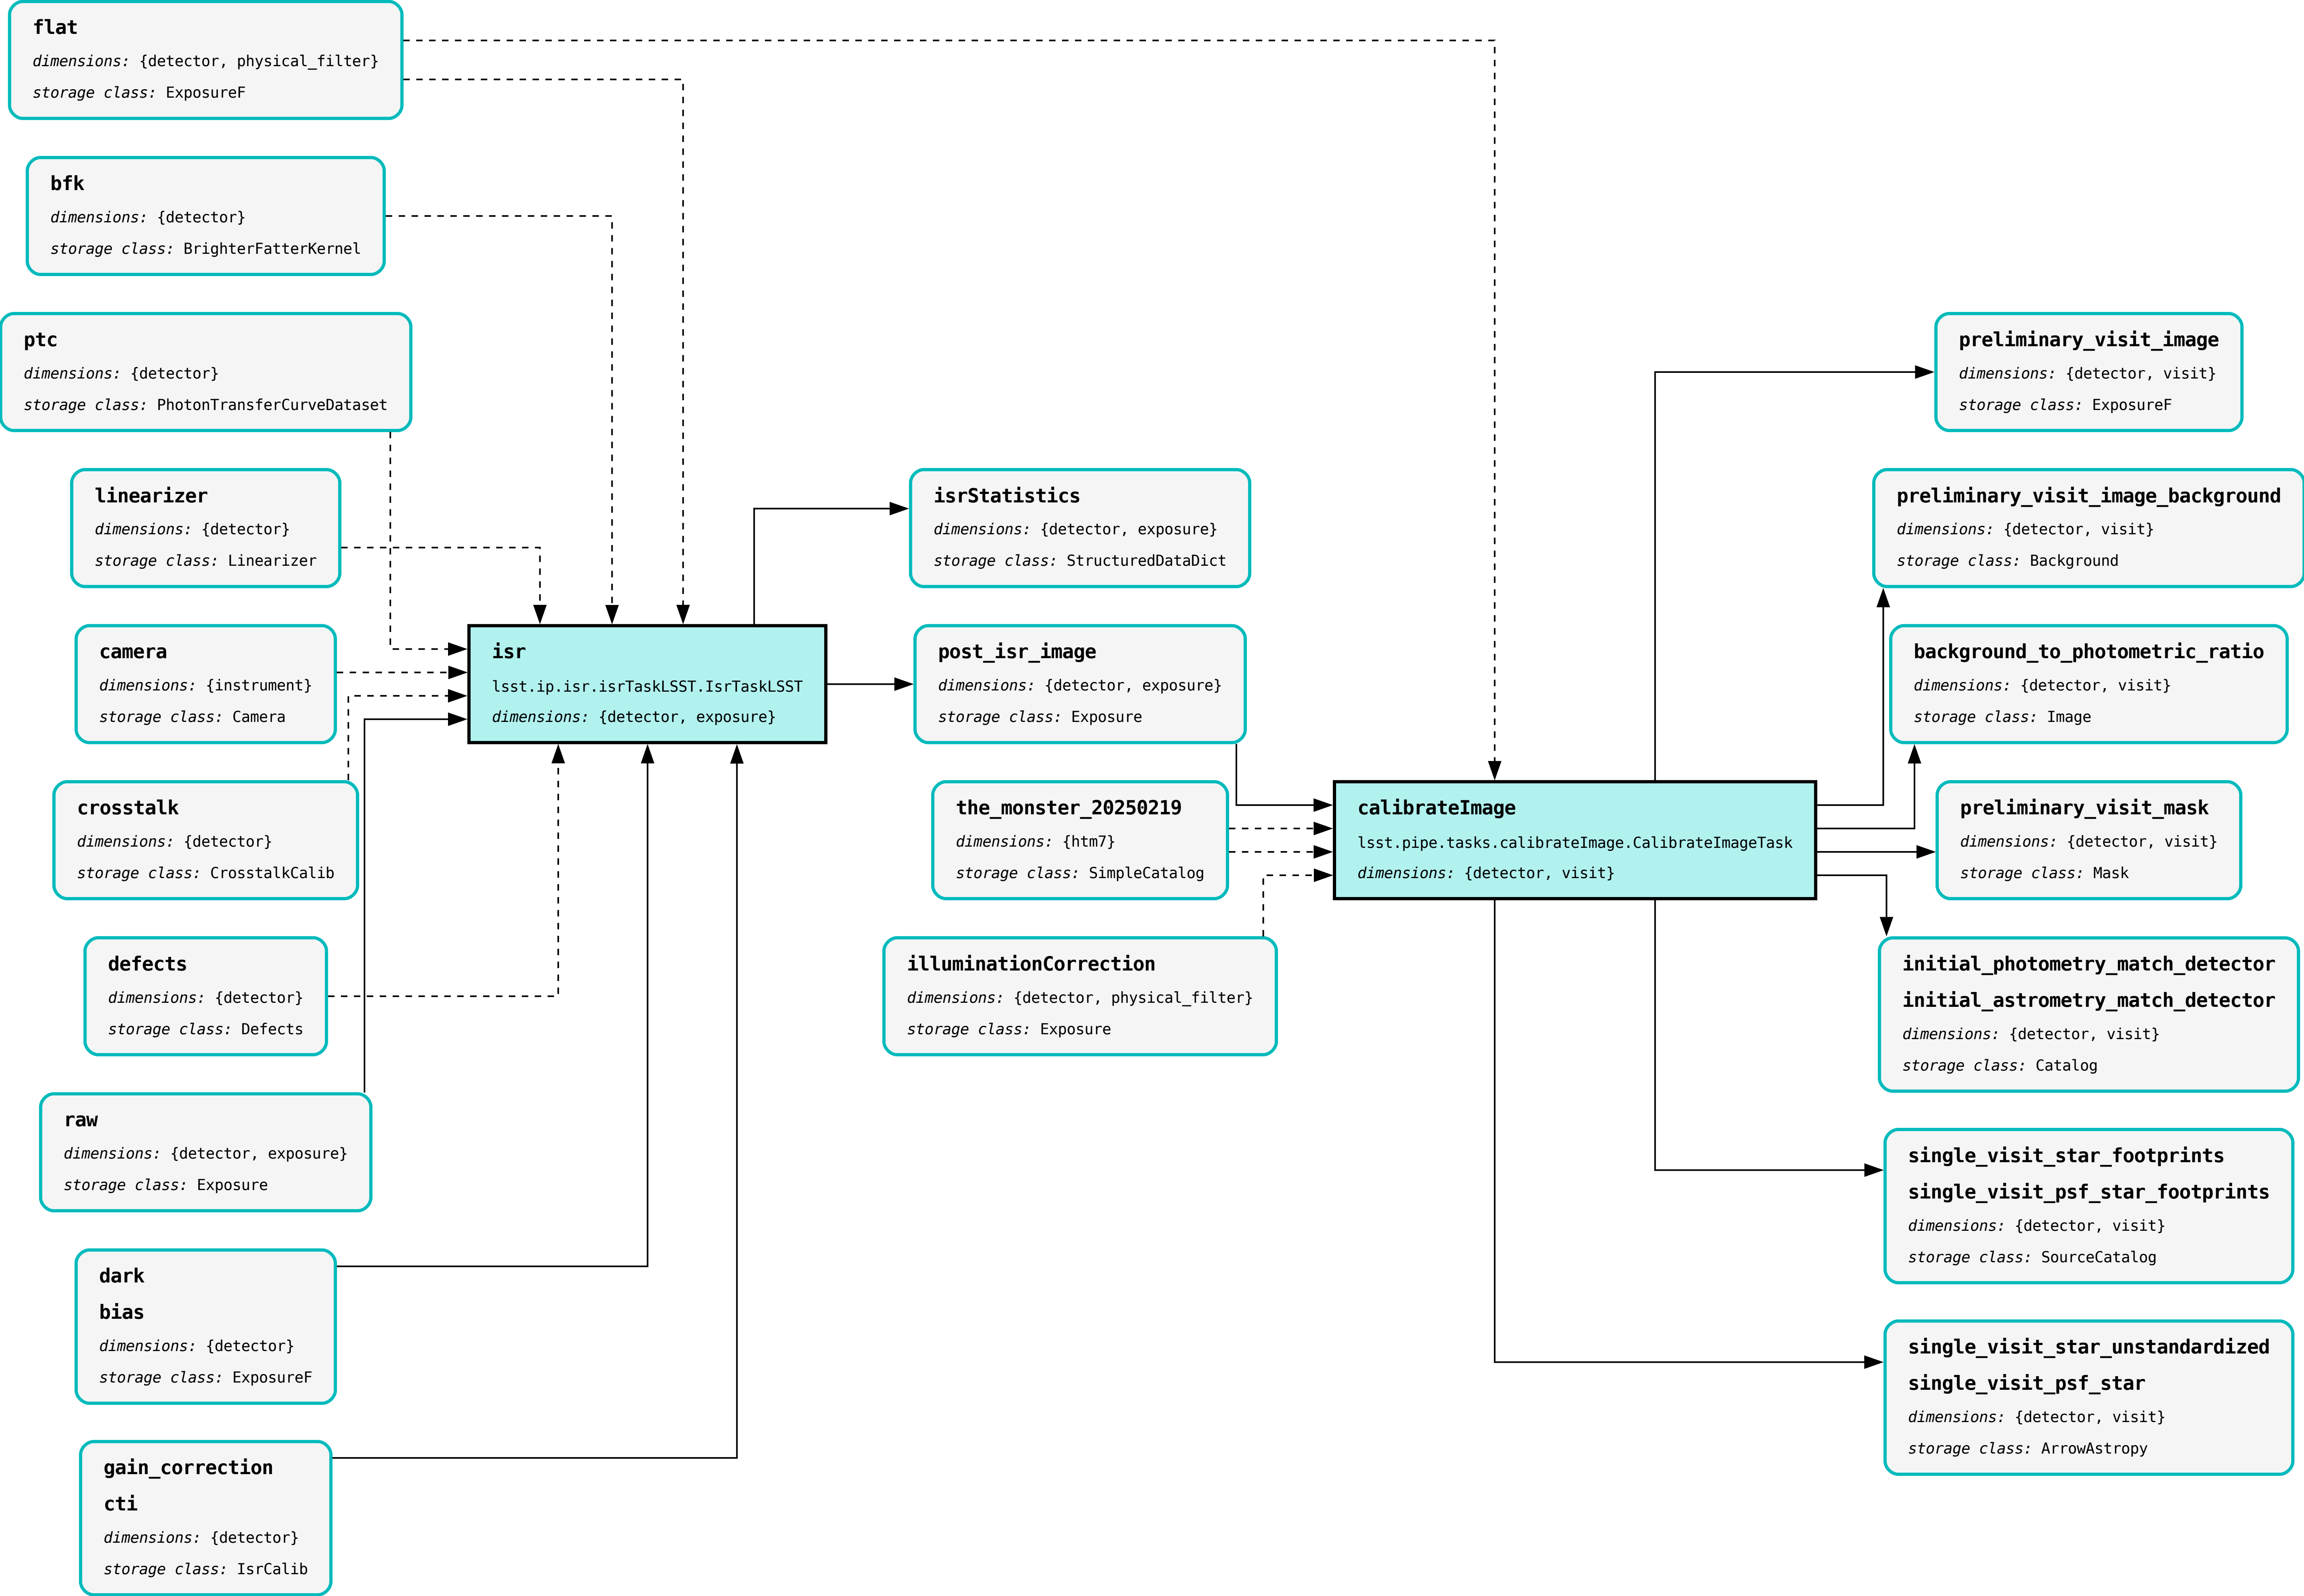 flat
dimensions: {detector, physical_filter}
storage class: ExposureF
bfk
dimensions: {detector}
storage class: BrighterFatterKernel
ptc
dimensions: {detector}
storage class: PhotonTransferCurveDataset
linearizer
dimensions: {detector}
storage class: Linearizer
camera
dimensions: {instrument}
storage class: Camera
crosstalk
dimensions: {detector}
storage class: CrosstalkCalib
defects
dimensions: {detector}
storage class: Defects
raw
dimensions: {detector, exposure}
storage class: Exposure
dark
bias
dimensions: {detector}
storage class: ExposureF
gain_correction
cti
dimensions: {detector}
storage class: IsrCalib
isr
lsst.ip.isr.isrTaskLSST.IsrTaskLSST
dimensions: {detector, exposure}
isrStatistics
dimensions: {detector, exposure}
storage class: StructuredDataDict
post_isr_image
dimensions: {detector, exposure}
storage class: Exposure
the_monster_20250219
dimensions: {htm7}
storage class: SimpleCatalog
illuminationCorrection
dimensions: {detector, physical_filter}
storage class: Exposure
calibrateImage
lsst.pipe.tasks.calibrateImage.CalibrateImageTask
dimensions: {detector, visit}
preliminary_visit_image
dimensions: {detector, visit}
storage class: ExposureF
preliminary_visit_image_background
dimensions: {detector, visit}
storage class: Background
background_to_photometric_ratio
dimensions: {detector, visit}
storage class: Image
preliminary_visit_mask
dimensions: {detector, visit}
storage class: Mask
initial_photometry_match_detector
initial_astrometry_match_detector
dimensions: {detector, visit}
storage class: Catalog
single_visit_star_footprints
single_visit_psf_star_footprints
dimensions: {detector, visit}
storage class: SourceCatalog
single_visit_star_unstandardized
single_visit_psf_star
dimensions: {detector, visit}
storage class: ArrowAstropy